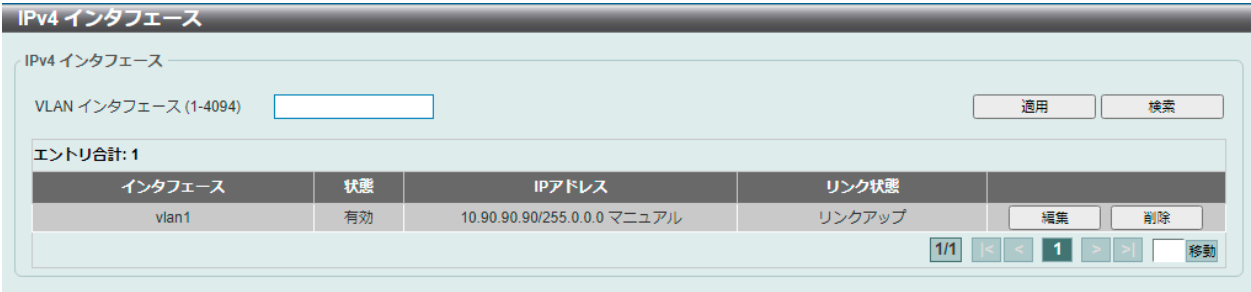 IPv4 インタフェース
IPv4 インタフェース
VLAN インタフェース (1-4094) 適用 検索
エントリ合計: 1
インタフェース 状態 IPアドレス リンク状態
vlan1 有効 10.90.90.90/255.0.0.0 マニュアル リンクアップ 編集 削除
1/1 |< < 1 > >| 移動